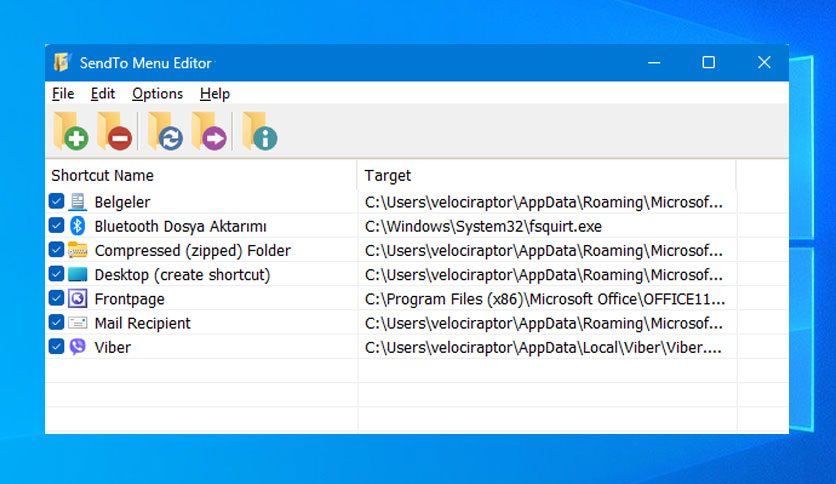 SendTo Menu Editor
File Edit Options Help
Shortcut Name Target
Belgeler C:\Users\velociraptor\AppData\Roaming\Microsof...
Bluetooth Dosya Aktarımı C:\Windows\System32\fsquirt.exe
Compressed (zipped) Folder C:\Users\velociraptor\AppData\Roaming\Microsof...
Desktop (create shortcut) C:\Users\velociraptor\AppData\Roaming\Microsof...
Frontpage C:\Program Files (x86)\Microsoft Office\OFFICE11...
Mail Recipient C:\Users\velociraptor\AppData\Roaming\Microsof...
Viber C:\Users\velociraptor\AppData\Local\Viber\Viber....